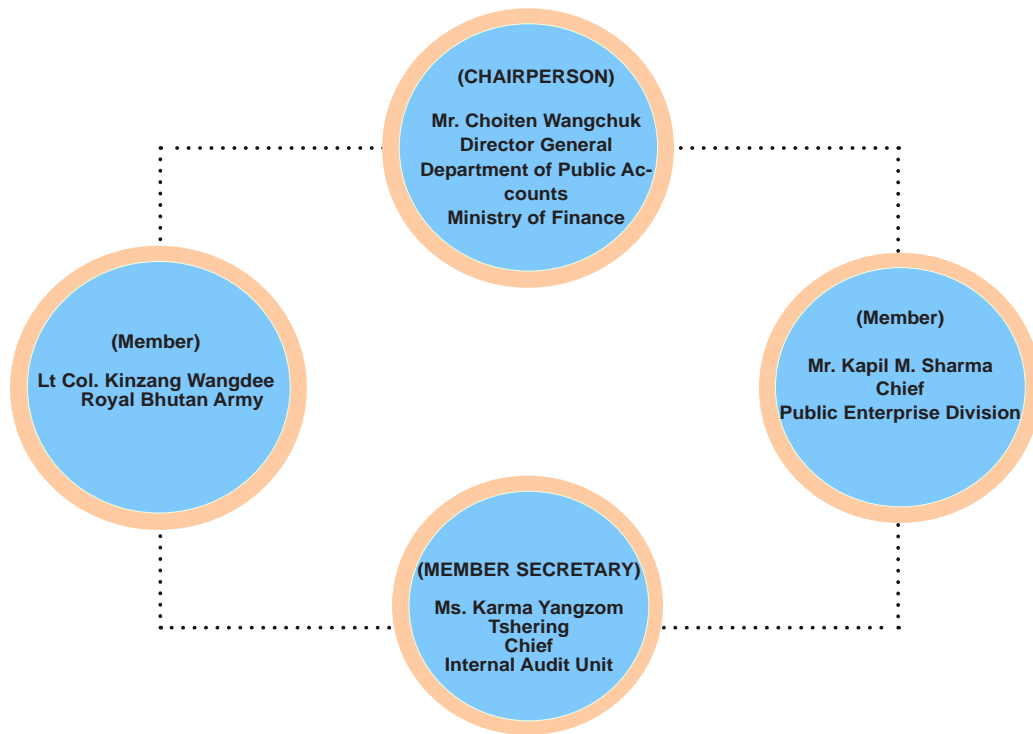 (CHAIRPERSON)
Mr. Choiten Wangchuk
Director General
Department of Public Ac-
counts
Ministry of Finance
(Member)
Lt Col. Kinzang Wangdee
Royal Bhutan Army
(Member)
Mr. Kapil M. Sharma
Chief
Public Enterprise Division
(MEMBER SECRETARY)
Ms. Karma Yangzom
Tshering
Chief
Internal Audit Unit